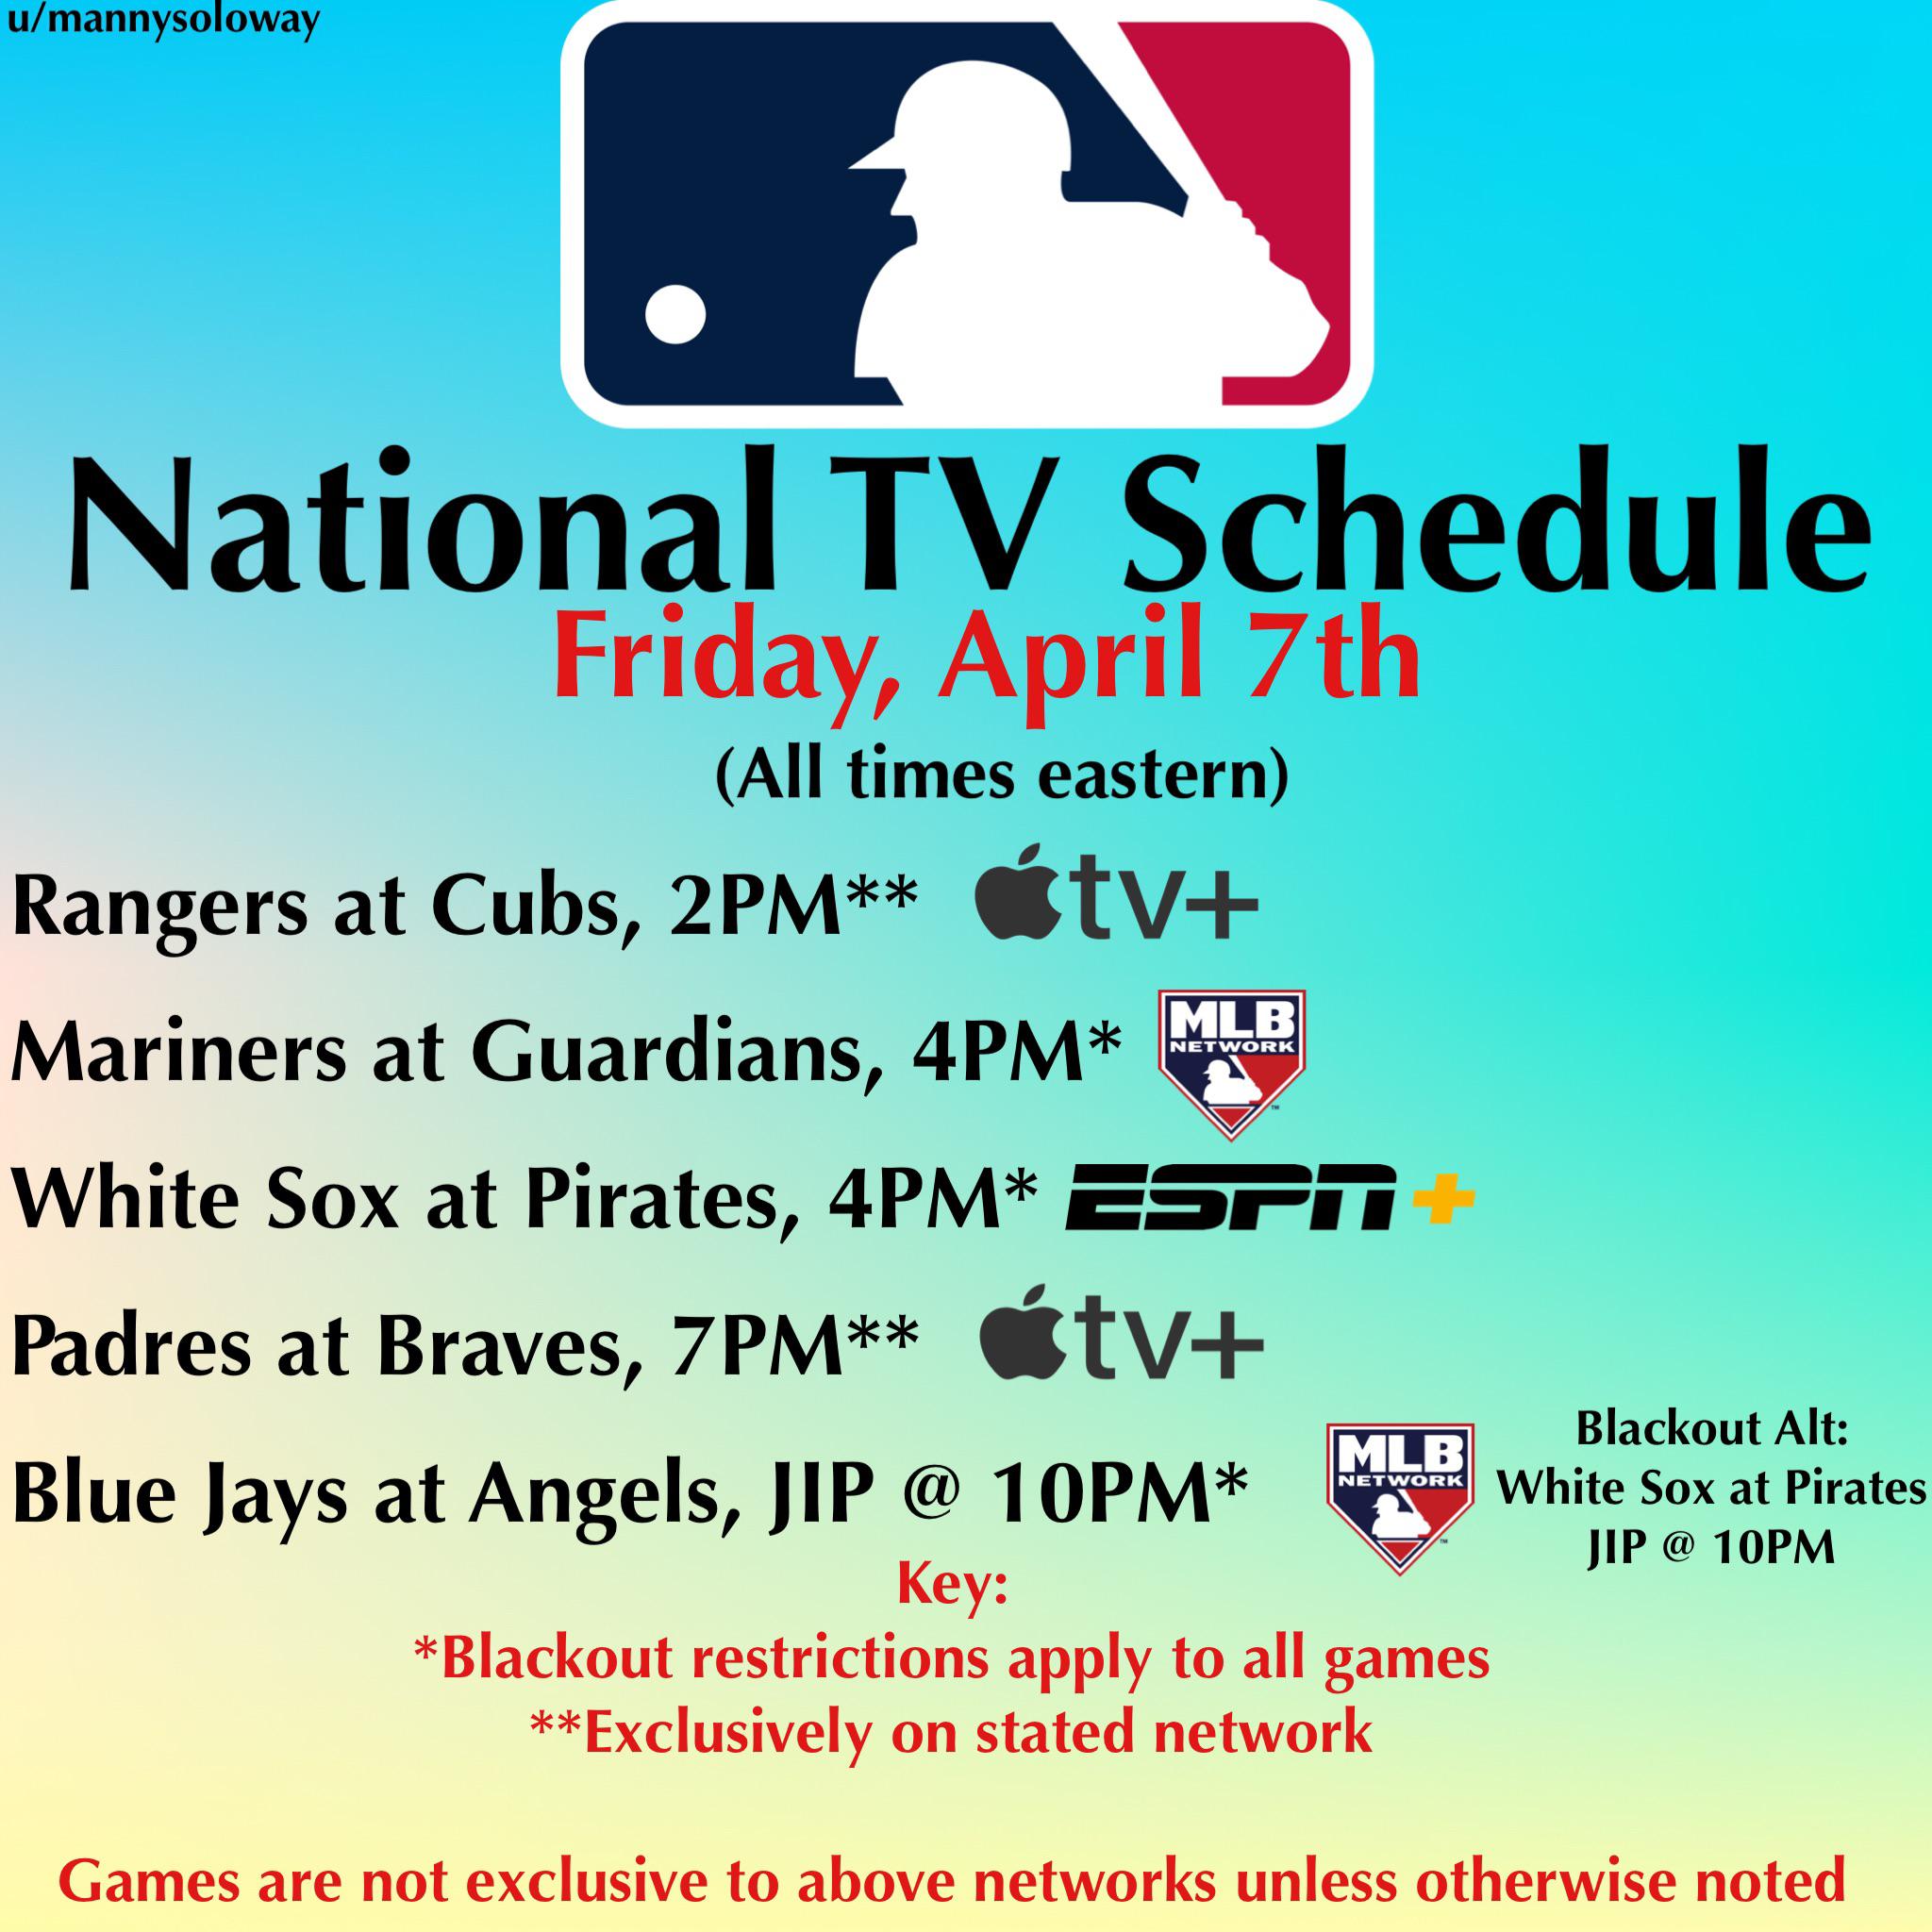 u/mannysoloway
National TV Schedule
Friday, April 7th
(All times eastern)
Rangers at Cubs, 2PM** tv+
Mariners at Guardians, 4PM* MLB NETWORK
White Sox at Pirates, 4PM* ESPN+
Padres at Braves, 7PM** tv+
Blue Jays at Angels, JIP @ 10PM* MLB NETWORK
Blackout Alt:
White Sox at Pirates
JIP @ 10PM
Key:
*Blackout restrictions apply to all games
**Exclusively on stated network
Games are not exclusive to above networks unless otherwise noted